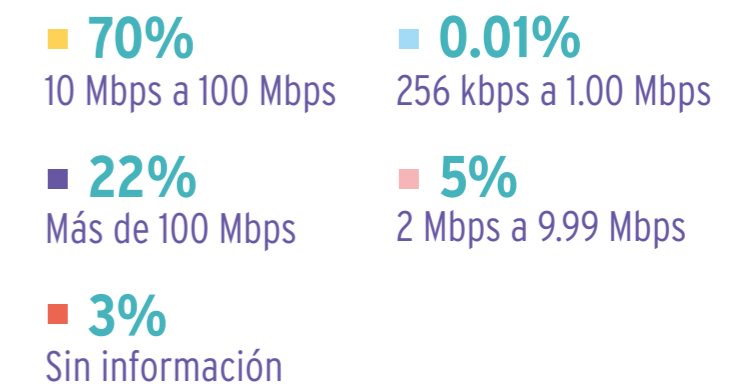 70%
10 Mbps a 100 Mbps
0.01%
256 kbps a 1.00 Mbps
22%
Más de 100 Mbps
5%
2 Mbps a 9.99 Mbps
3%
Sin información